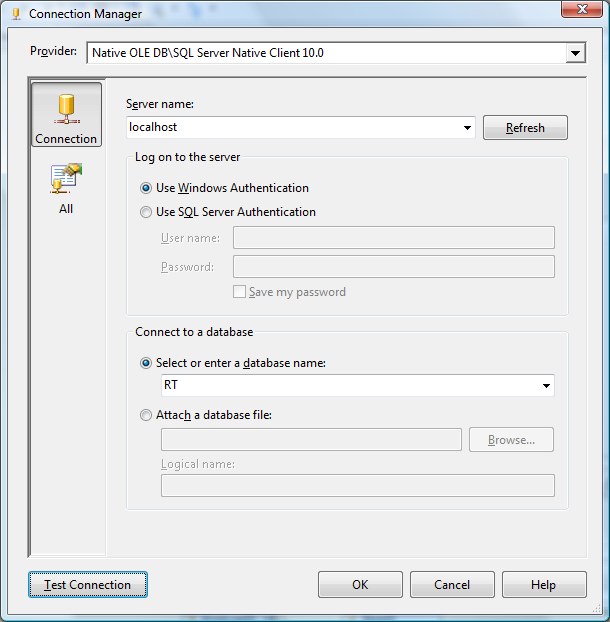 Connection Manager
Provider:
Native OLE DB\SQL Server Native Client 10.0
Connection
All
Server name:
localhost
Refresh
Log on to the server
Use Windows Authentication
Use SQL Server Authentication
User name:
Password:
Save my password
Connect to a database
Select or enter a database name:
RT
Attach a database file:
Browse...
Logical name:
Test Connection
OK
Cancel
Help